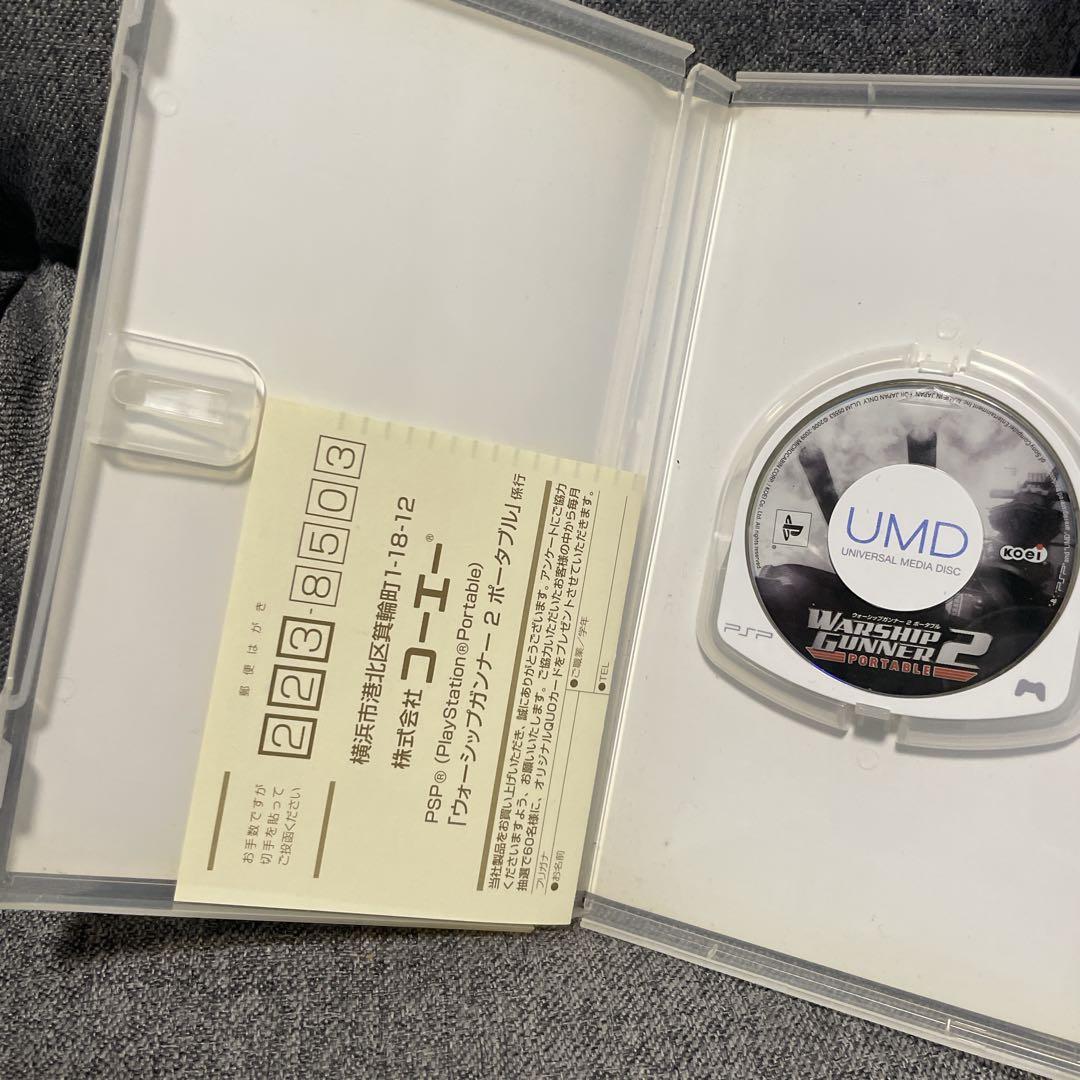 郵便はがき
223-8503
お手数ですが
切手を貼って
ご投函ください
横浜市港北区箕輪町1-18-12
株式会社 コーエー®
PSP® (PlayStation®Portable)
「ウォーシップガンナー 2 ポータブル」係行
当社製品をお買い上げいただき、誠にありがとうございます。アンケートにご協力
くださいますよう、お願いいたします。ご協力いただいたお客様の中から毎月
抽選で60名様に、オリジナルQUOカードをプレゼントさせていただきます。
フリガナ
●お名前
●ご職業／学年
●TEL
UMD
UNIVERSAL MEDIA DISC
KOEI
PSP
ウォーシップガンナー 2 ポータブル
WARSHIP
GUNNER 2
PORTABLE